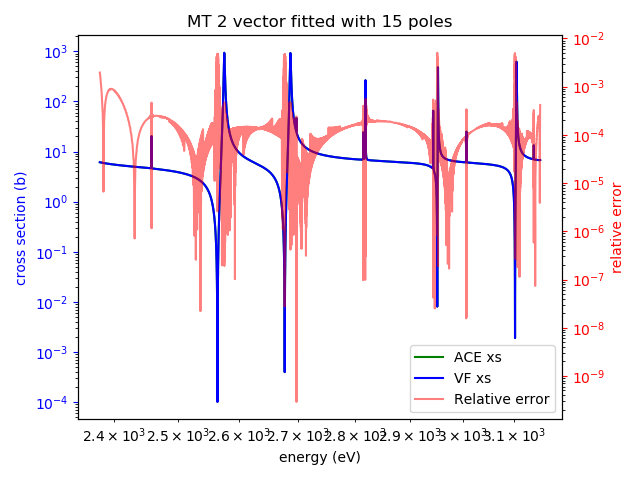 MT 2 vector fitted with 15 poles
10³
10²
10¹
10⁰
10⁻¹
10⁻²
10⁻³
10⁻⁴
cross section (b)
10⁻²
10⁻³
10⁻⁴
10⁻⁵
10⁻⁶
10⁻⁷
10⁻⁸
10⁻⁹
relative error
ACE xs
VF xs
Relative error
2.4 × 10³ 2.5 × 10³ 2.6 × 10³ 2.7 × 10³ 2.8 × 10³ 2.9 × 10³ 3 × 10³ 3.1 × 10³
energy (eV)